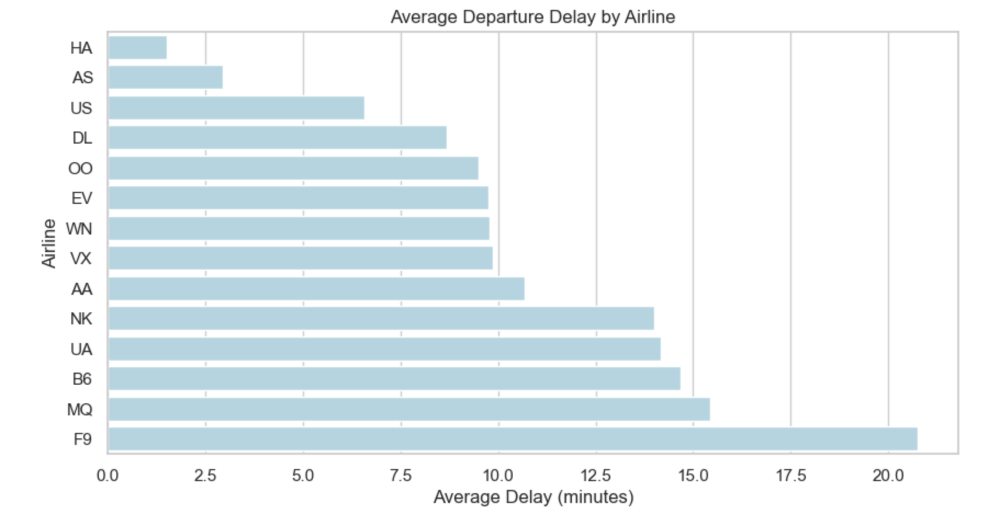 Average Departure Delay by Airline
HA
AS
US
DL
OO
EV
WN
VX
AA
NK
UA
B6
MQ
F9
Airline
0.0 2.5 5.0 7.5 10.0 12.5 15.0 17.5 20.0
Average Delay (minutes)